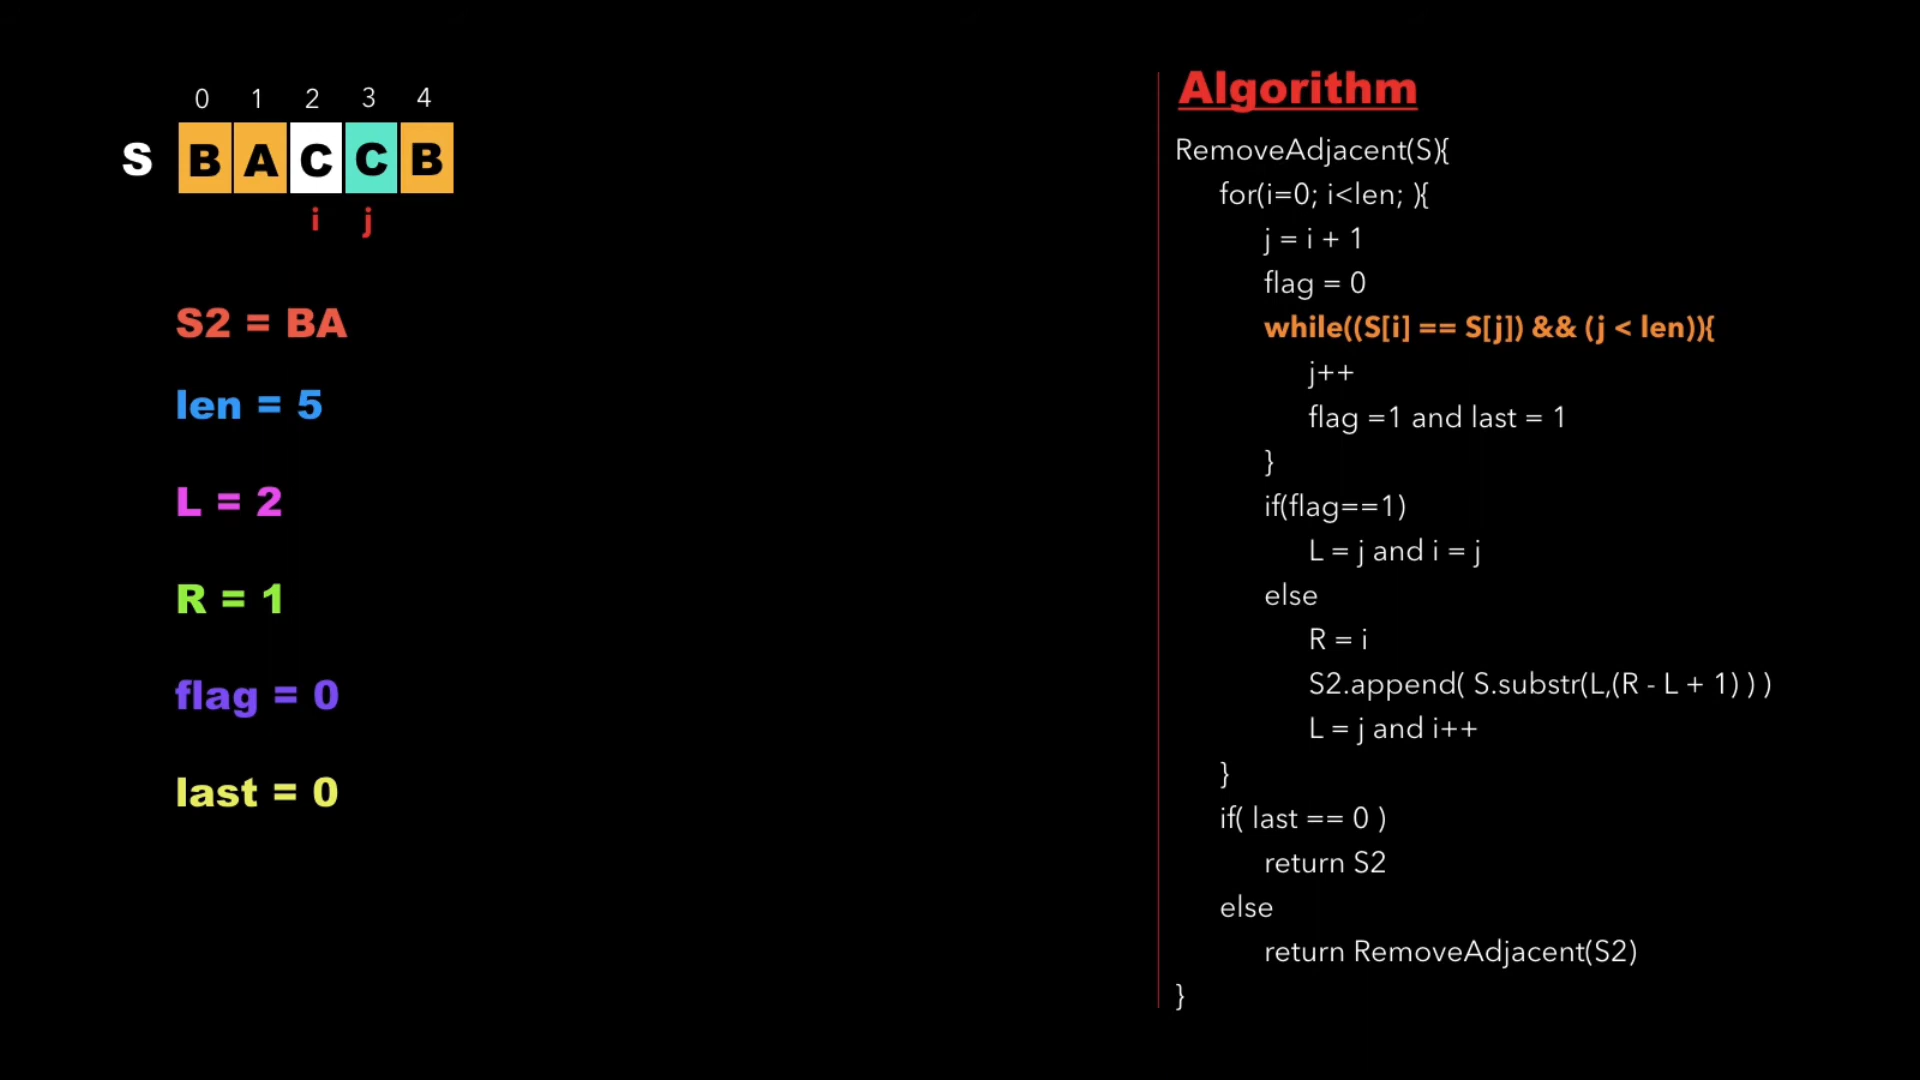 0 1 2 3 4
S B A C C B
i j
S2 = BA
len = 5
L = 2
R = 1
flag = 0
last = 0
Algorithm
RemoveAdjacent(S){
for(i=0; i<len; ){
j = i + 1
flag = 0
while((S[i] == S[j]) && (j < len)){
j++
flag =1 and last = 1
}
if(flag==1)
L = j and i = j
else
R = i
S2.append( S.substr(L,(R - L + 1) ) )
L = j and i++
}
if( last == 0 )
return S2
else
return RemoveAdjacent(S2)
}